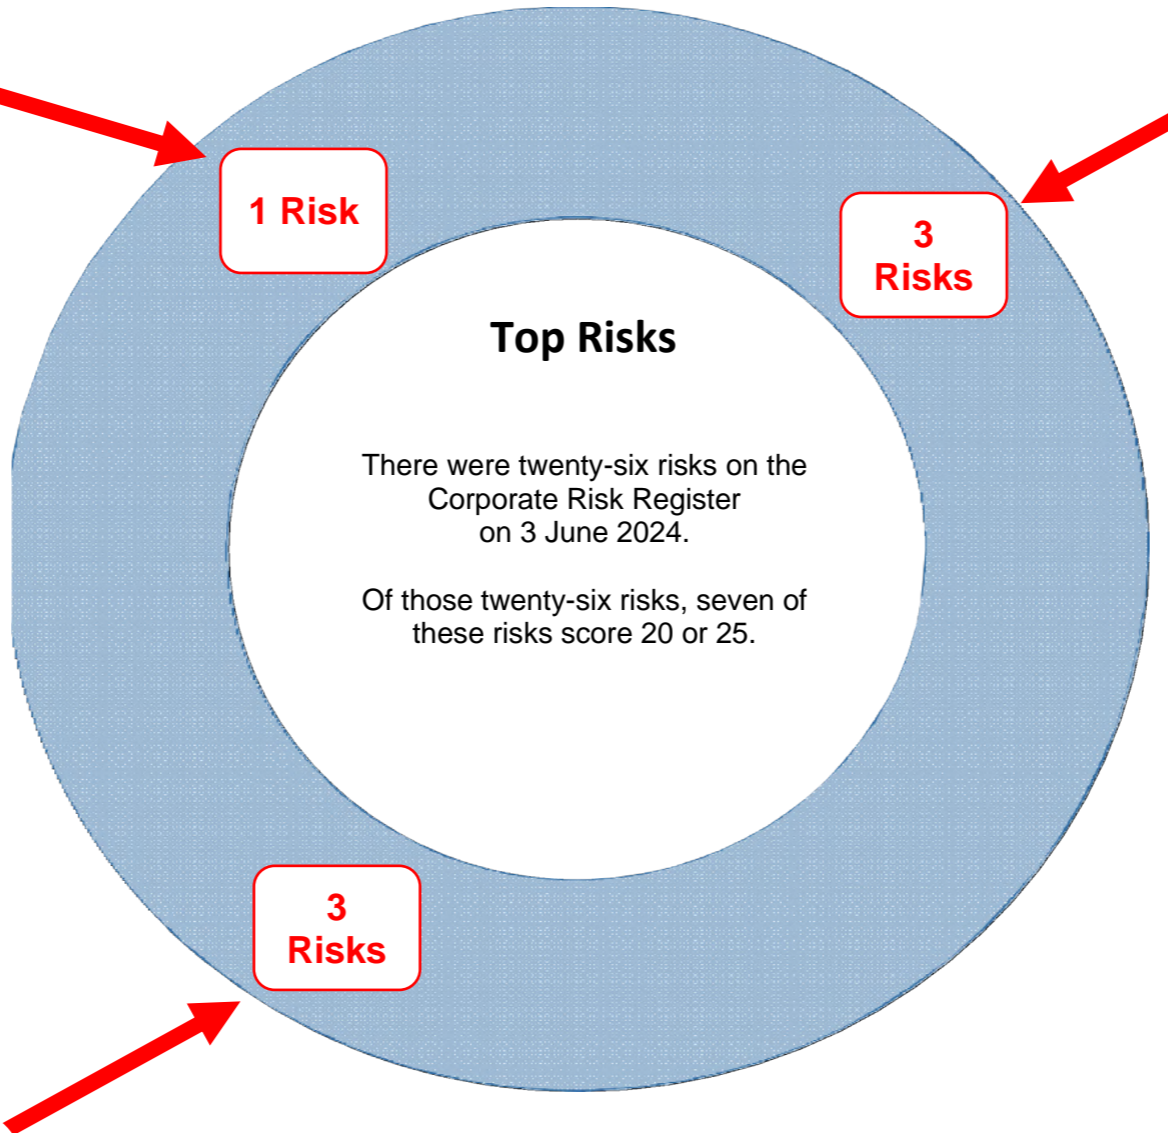 1 Risk
3
Risks
Top Risks
There were twenty-six risks on the
Corporate Risk Register
on 3 June 2024.
Of those twenty-six risks, seven of
these risks score 20 or 25.
3
Risks